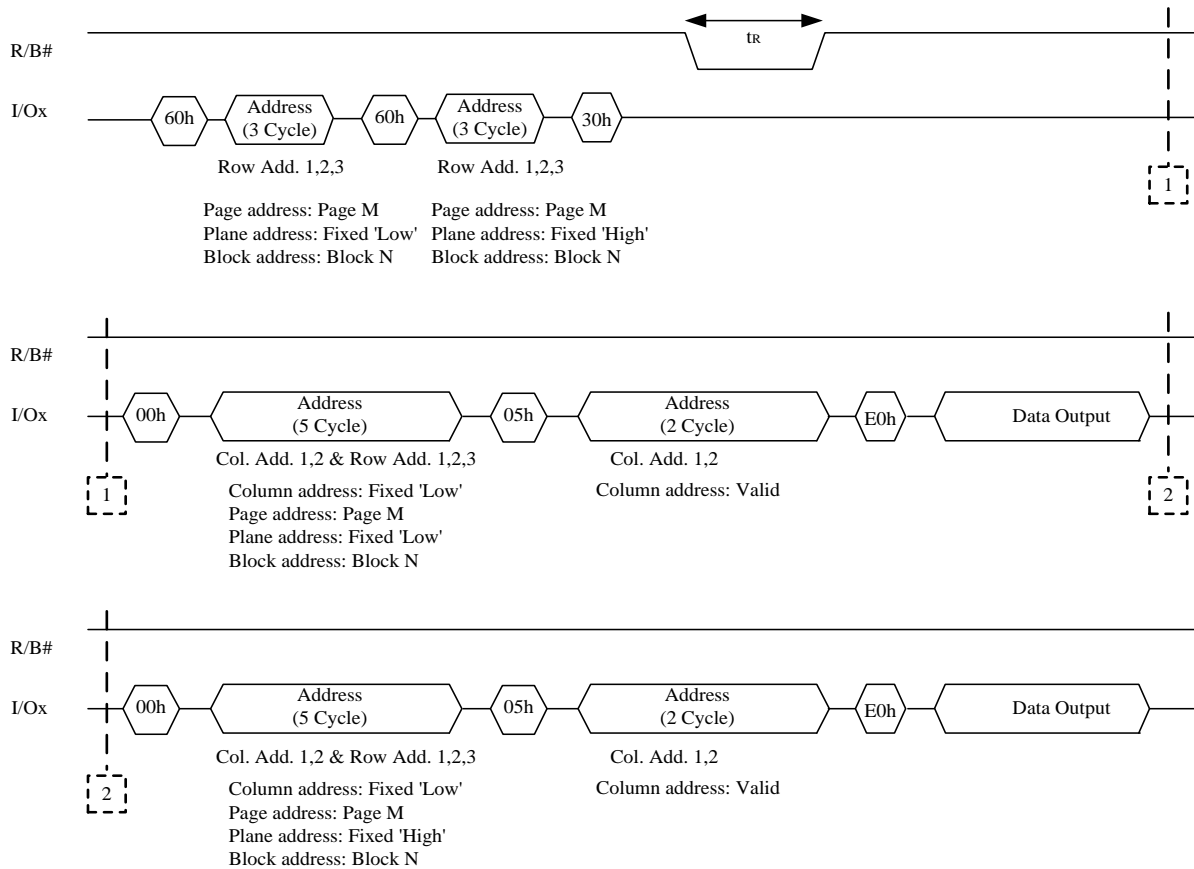 tR
R/B#
I/Ox
60h
Address
(3 Cycle)
60h
Address
(3 Cycle)
30h
Row Add. 1,2,3
Row Add. 1,2,3
1
Page address: Page M
Plane address: Fixed 'Low'
Block address: Block N
Page address: Page M
Plane address: Fixed 'High'
Block address: Block N
R/B#
I/Ox
00h
Address
(5 Cycle)
05h
Address
(2 Cycle)
E0h
Data Output
Col. Add. 1,2 & Row Add. 1,2,3
Col. Add. 1,2
1
Column address: Fixed 'Low'
Page address: Page M
Plane address: Fixed 'Low'
Block address: Block N
Column address: Valid
2
R/B#
I/Ox
00h
Address
(5 Cycle)
05h
Address
(2 Cycle)
E0h
Data Output
Col. Add. 1,2 & Row Add. 1,2,3
Col. Add. 1,2
2
Column address: Fixed 'Low'
Page address: Page M
Plane address: Fixed 'High'
Block address: Block N
Column address: Valid